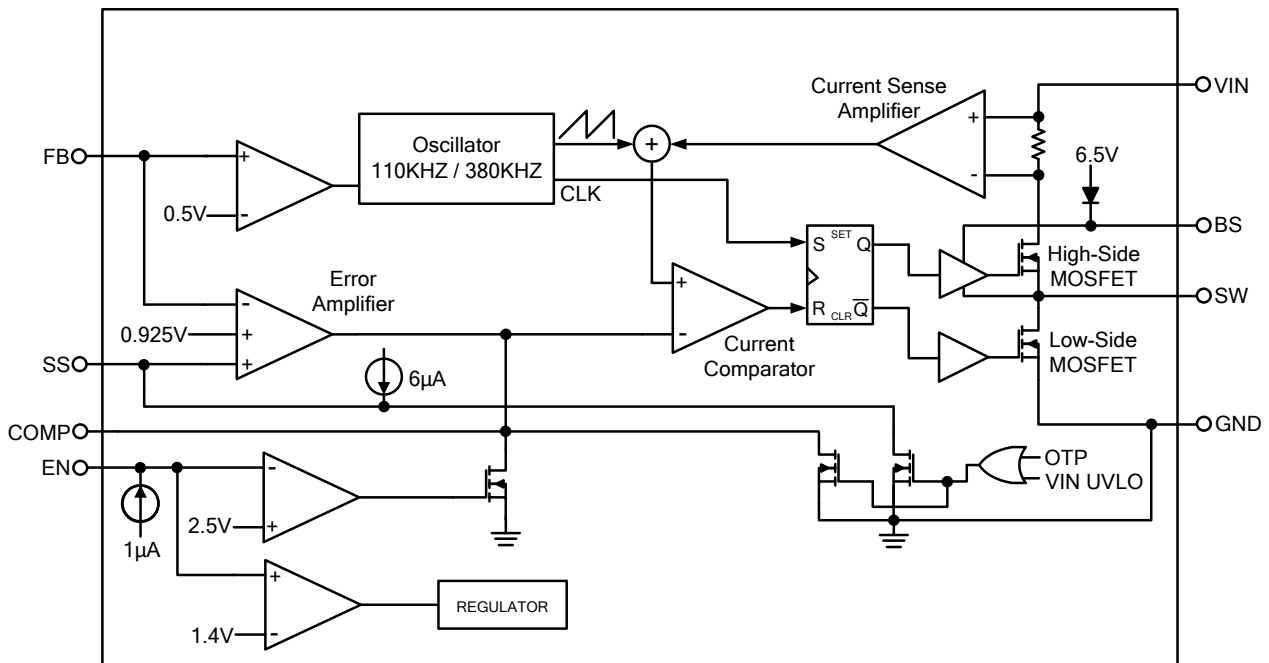 Current Sense
Amplifier
+
-
VIN
6.5V
BS
FB
+
0.5V
-
Oscillator
110KHZ / 380KHZ
CLK
+
S
SET
Q
R
CLR
Q̅
High-Side
MOSFET
SW
Low-Side
MOSFET
GND
Error
Amplifier
-
0.925V
+
+
SS
+
-
Current
Comparator
6µA
COMP
EN
-
2.5V
+
1µA
OTP
VIN UVLO
+
1.4V
-
REGULATOR